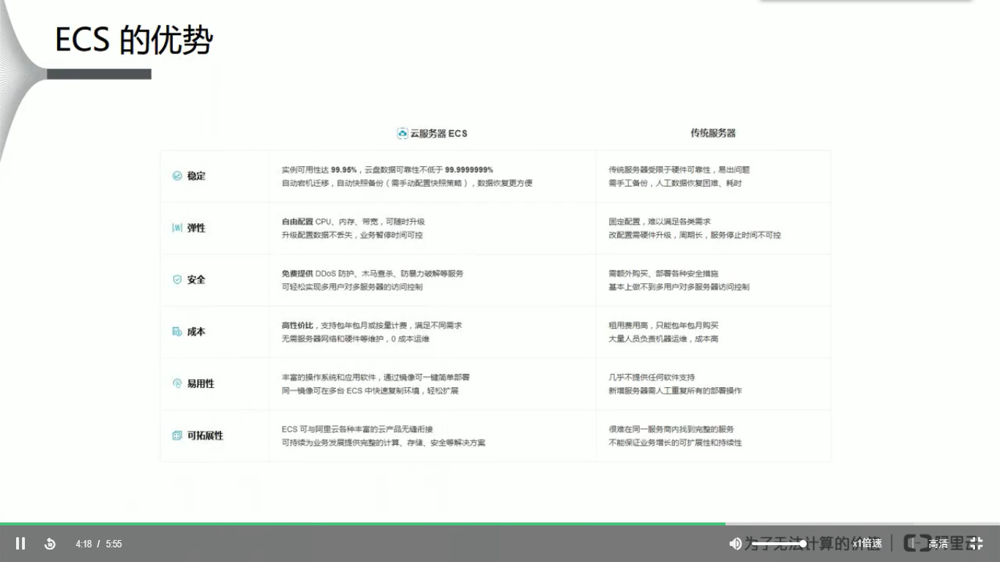 ECS 的优势
云服务器 ECS
传统服务器
稳定
实例可用性达 99.95%，云盘数据可靠性不低于 99.9999999%
自动宕机迁移，自动快照备份（需手动配置快照策略），数据恢复更方便
传统服务器受限于硬件可靠性，易出问题
需手工备份，人工数据恢复困难、耗时
弹性
自由配置 CPU、内存、带宽，可随时升级
升级配置数据不丢失，业务暂停时间可控
固定配置，难以满足各类需求
改配置需硬件升级，周期长，服务停止时间不可控
安全
免费提供 DDoS 防护、木马查杀、防暴力破解等服务
可轻松实现多用户对多服务器的访问控制
需额外购买、部署各种安全措施
基本上做不到多用户对多服务器访问控制
成本
高性价比，支持包年包月或按量计费，满足不同需求
无需服务器网络和硬件等维护，0 成本运维
租用费用高，只能包年包月购买
大量人员负责机器运维，成本高
易用性
丰富的操作系统和应用软件，通过镜像可一键简单部署
同一镜像可在多台 ECS 中快速复制环境，轻松扩展
几乎不提供任何软件支持
新增服务器需人工重复所有的部署操作
可拓展性
ECS 可与阿里云各种丰富的云产品无缝衔接
可持续为业务发展提供完整的计算、存储、安全等解决方案
很难在同一服务商内找到完整的服务
不能保证业务增长的可扩展性和持续性
4:18 / 5:55
为了无法计算的价值 | 阿里云
x1倍速
高清